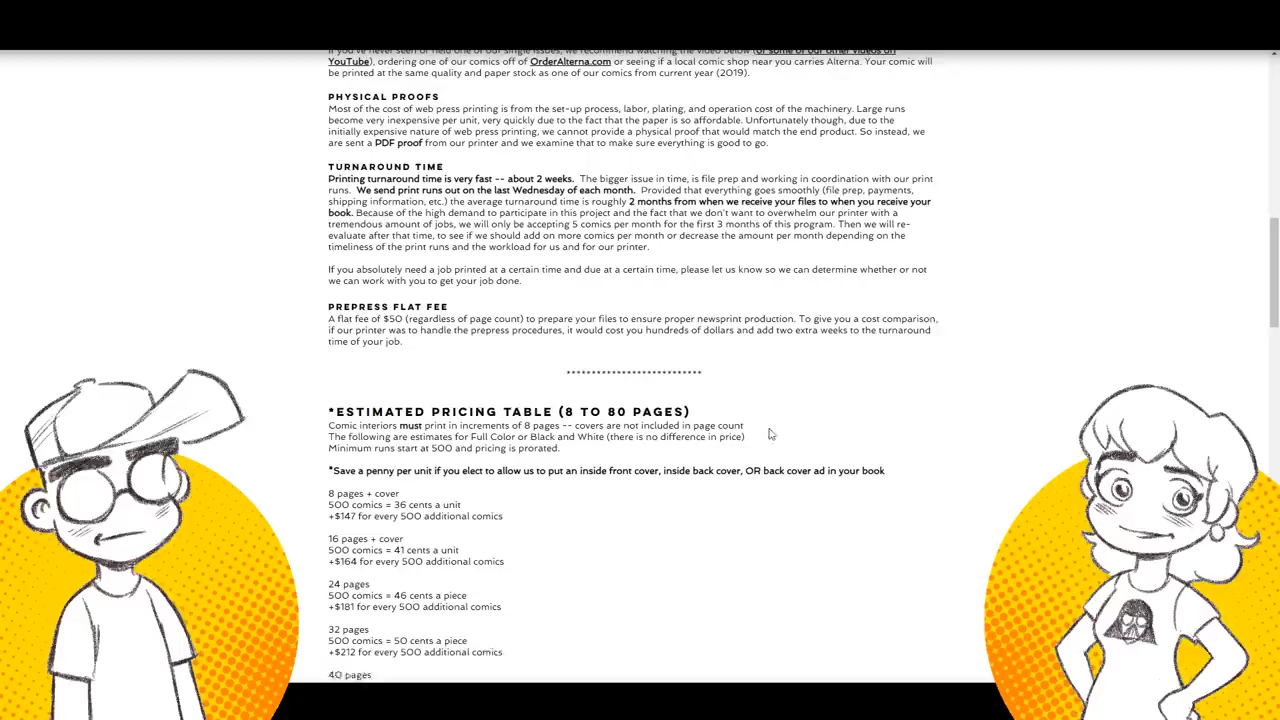 If you've never seen or held one of our single issues, we recommend watching the video below (or some of our other videos on
YouTube), ordering one of our comics off of OrderAlterna.com or seeing if a local comic shop near you carries Alterna. Your comic will
be printed at the same quality and paper stock as one of our comics from current year (2019).
PHYSICAL PROOFS
Most of the cost of web press printing is from the set-up process, labor, plating, and operation cost of the machinery. Large runs
become very inexpensive per unit, very quickly due to the fact that the paper is so affordable. Unfortunately though, due to the
initially expensive nature of web press printing, we cannot provide a physical proof that would match the end product. So instead, we
are sent a PDF proof from our printer and we examine that to make sure everything is good to go.
TURNAROUND TIME
Printing turnaround time is very fast -- about 2 weeks. The bigger issue in time, is file prep and working in coordination with our print
runs. We send print runs out on the last Wednesday of each month. Provided that everything goes smoothly (file prep, payments,
shipping information, etc.) the average turnaround time is roughly 2 months from when we receive your files to when you receive your
book. Because of the high demand to participate in this project and the fact that we don't want to overwhelm our printer with a
tremendous amount of jobs, we will only be accepting 5 comics per month for the first 3 months of this program. Then we will re-
evaluate after that time, to see if we should add on more comics per month or decrease the amount per month depending on the
timeliness of the print runs and the workload for us and for our printer.
If you absolutely need a job printed at a certain time and due at a certain time, please let us know so we can determine whether or not
we can work with you to get your job done.
PREPRESS FLAT FEE
A flat fee of $50 (regardless of page count) to prepare your files to ensure proper newsprint production. To give you a cost comparison,
if our printer was to handle the prepress procedures, it would cost you hundreds of dollars and add two extra weeks to the turnaround
time of your job.
***************************
*ESTIMATED PRICING TABLE (8 TO 80 PAGES)
Comic interiors must print in increments of 8 pages -- covers are not included in page count
The following are estimates for Full Color or Black and White (there is no difference in price)
Minimum runs start at 500 and pricing is prorated.
*Save a penny per unit if you elect to allow us to put an inside front cover, inside back cover, OR back cover ad in your book
8 pages + cover
500 comics = 36 cents a unit
+$147 for every 500 additional comics
16 pages + cover
500 comics = 41 cents a unit
+$164 for every 500 additional comics
24 pages
500 comics = 46 cents a piece
+$181 for every 500 additional comics
32 pages
500 comics = 50 cents a piece
+$212 for every 500 additional comics
40 pages